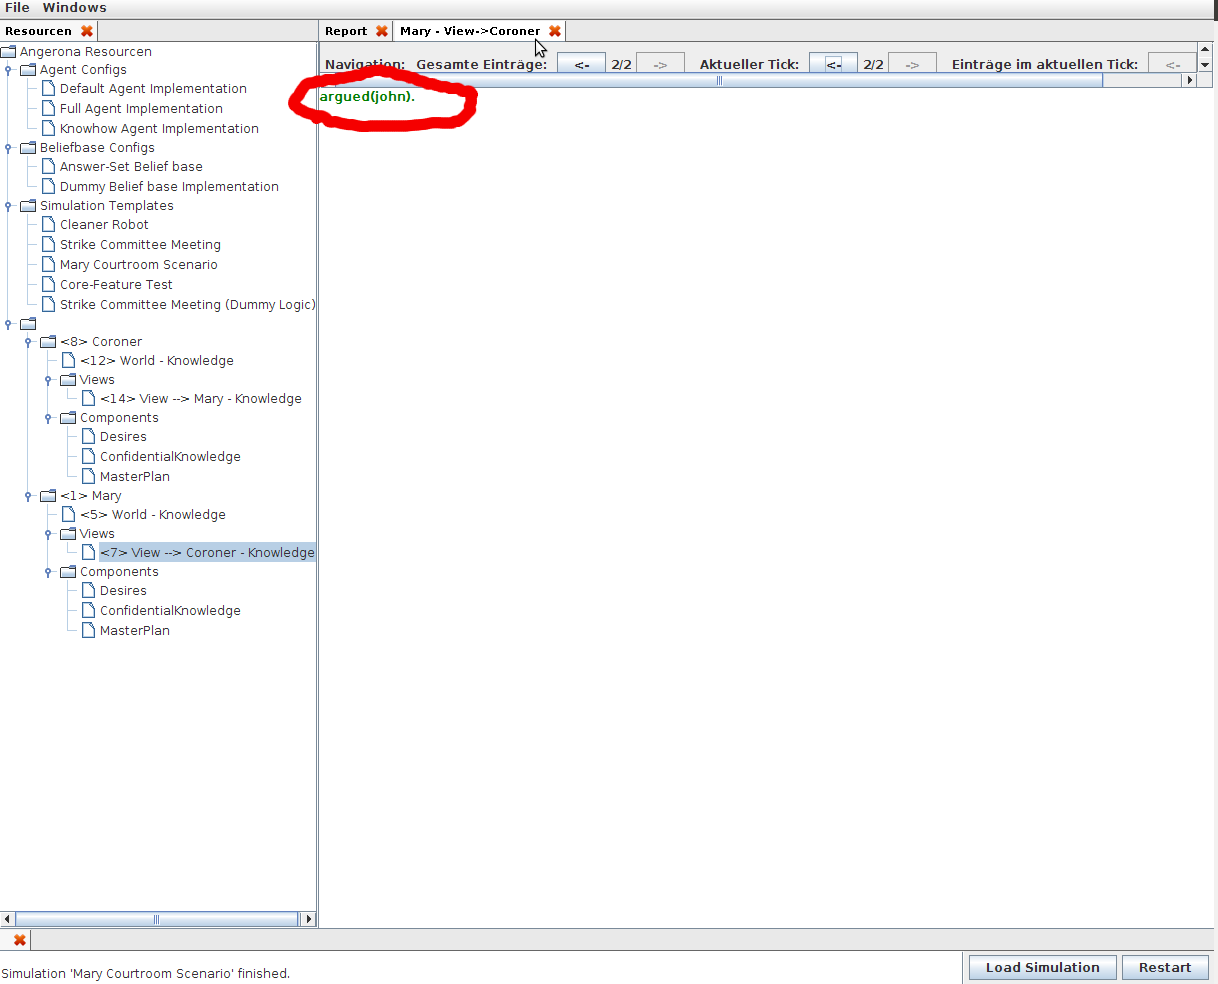 File Windows
Resourcen
Report
Mary - View->Coroner
Angerona Resourcen
Agent Configs
Default Agent Implementation
Full Agent Implementation
Knowhow Agent Implementation
Beliefbase Configs
Answer-Set Belief base
Dummy Belief base Implementation
Simulation Templates
Cleaner Robot
Strike Committee Meeting
Mary Courtroom Scenario
Core-Feature Test
Strike Committee Meeting (Dummy Logic)
<8> Coroner
<12> World - Knowledge
Views
<14> View --> Mary - Knowledge
Components
Desires
ConfidentialKnowledge
MasterPlan
<1> Mary
<5> World - Knowledge
Views
<7> View --> Coroner - Knowledge
Components
Desires
ConfidentialKnowledge
MasterPlan
Navigation: Gesamte Einträge: <- 2/2 -> Aktueller Tick: <- 2/2 -> Einträge im aktuellen Tick: <-
argued(john).
Simulation 'Mary Courtroom Scenario' finished.
Load Simulation
Restart